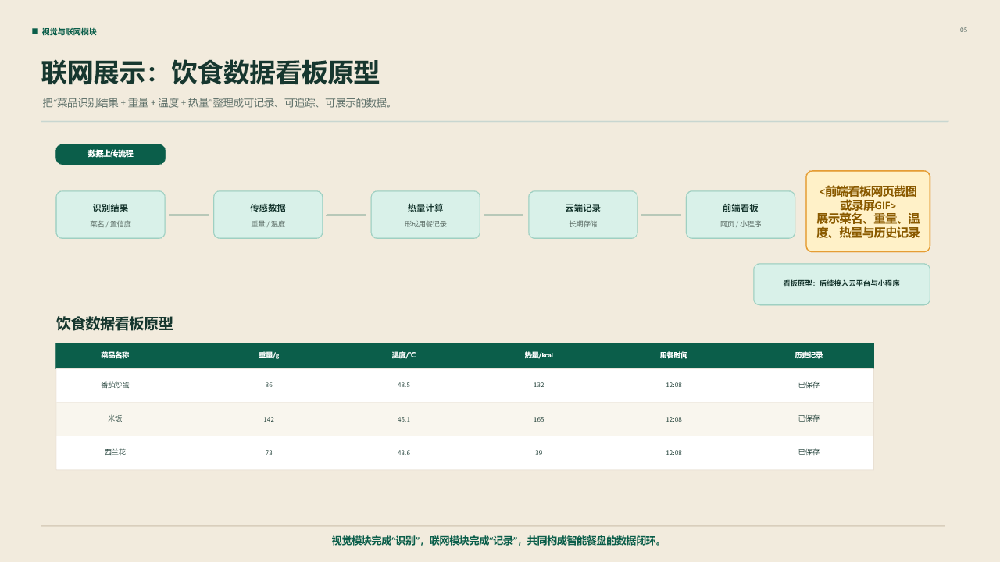 视觉与联网模块
05
联网展示：饮食数据看板原型
把“菜品识别结果 + 重量 + 温度 + 热量”整理成可记录、可追踪、可展示的数据。
数据上传流程
识别结果
菜名 / 置信度
传感数据
重量 / 温度
热量计算
形成用餐记录
云端记录
长期存储
前端看板
网页 / 小程序
<前端看板网页截图
或录屏GIF>
展示菜名、重量、温
度、热量与历史记录
看板原型：后续接入云平台与小程序
饮食数据看板原型
菜品名称 重量/g 温度/℃ 热量/kcal 用餐时间 历史记录
番茄炒蛋 86 48.5 132 12:08 已保存
米饭 142 45.1 165 12:08 已保存
西兰花 73 43.6 39 12:08 已保存
视觉模块完成“识别”，联网模块完成“记录”，共同构成智能餐盘的数据闭环。